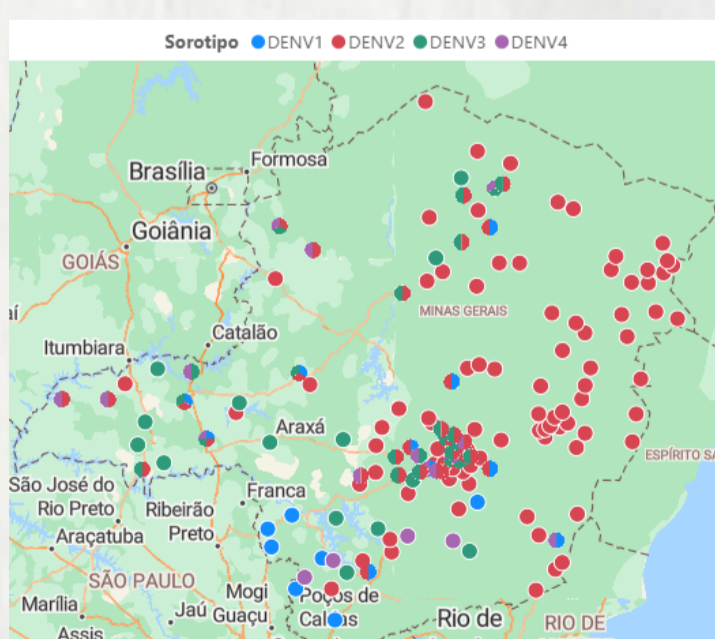 Sorotipo DENV1 DENV2 DENV3 DENV4
Formosa
Brasília
Goiânia
GOIÁS
MINAS GERAIS
Catalão
Itumbiara
Araxá
ESPÍRITO SA
São José do
Rio Preto
Franca
Ribeirão
Preto
Araçatuba
SÃO PAULO
Mogi
Guaçu
Poços de
Caldas
Marília
Jaú
Rio de
RIO DE
Assis